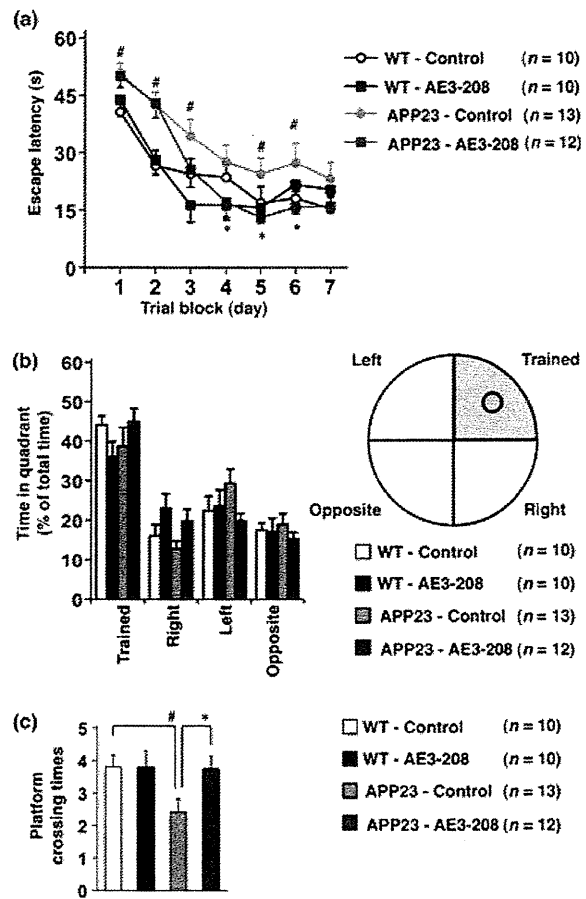 (a)
Escape latency (s)
60
45
30
15
0
# # # # #
* * * *
1 2 3 4 5 6 7
Trial block (day)
WT - Control (n = 10)
WT - AE3-208 (n = 10)
APP23 - Control (n = 13)
APP23 - AE3-208 (n = 12)
(b)
Time in quadrant
(% of total time)
60
50
40
30
20
10
Trained
Right
Left
Opposite
Left
Trained
Opposite
Right
WT - Control (n = 10)
WT - AE3-208 (n = 10)
APP23 - Control (n = 13)
APP23 - AE3-208 (n = 12)
(c)
Platform
crossing times
5
4
3
2
1
0
# *
WT - Control (n = 10)
WT - AE3-208 (n = 10)
APP23 - Control (n = 13)
APP23 - AE3-208 (n = 12)